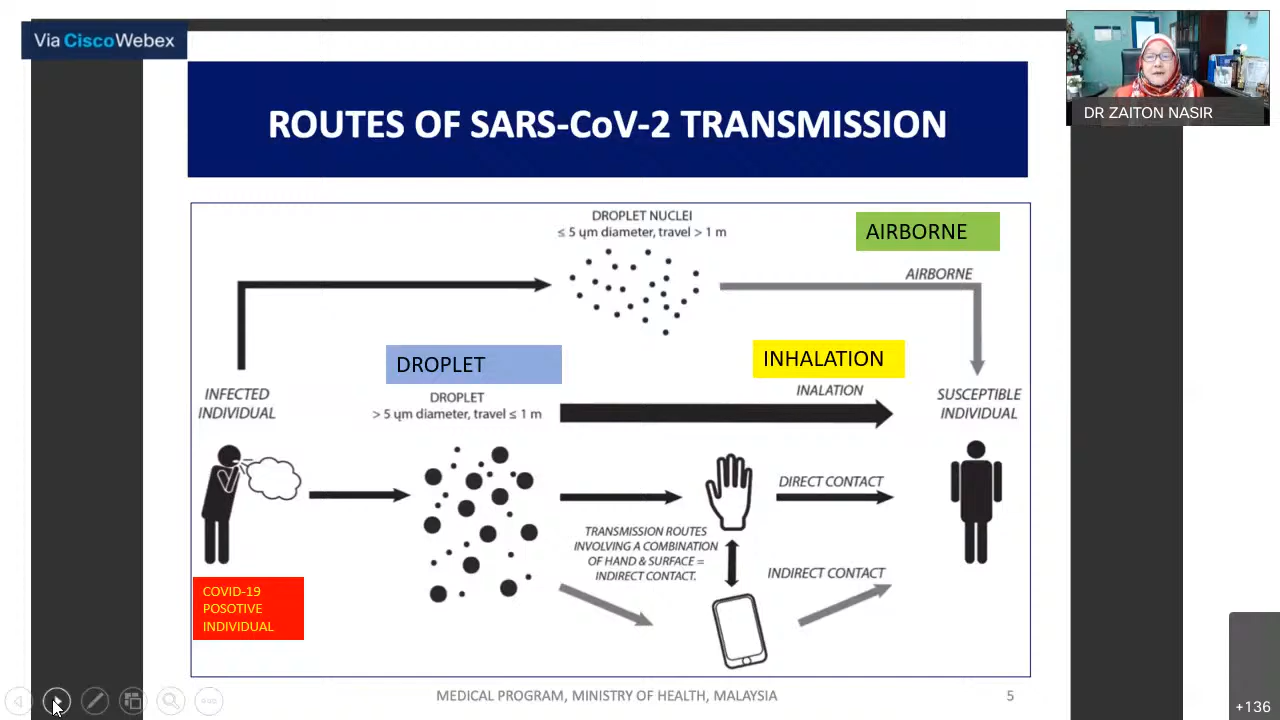 Via CiscoWebex
DR ZAITON NASIR
ROUTES OF SARS-CoV-2 TRANSMISSION
DROPLET NUCLEI
≤ 5 ųm diameter, travel > 1 m
AIRBORNE
AIRBORNE
DROPLET
INHALATION
DROPLET
> 5 ųm diameter, travel ≤ 1 m
INALATION
INFECTED
INDIVIDUAL
SUSCEPTIBLE
INDIVIDUAL
DIRECT CONTACT
TRANSMISSION ROUTES
INVOLVING A COMBINATION
OF HAND & SURFACE =
INDIRECT CONTACT.
INDIRECT CONTACT
COVID-19
POSOTIVE
INDIVIDUAL
MEDICAL PROGRAM, MINISTRY OF HEALTH, MALAYSIA
5
+136